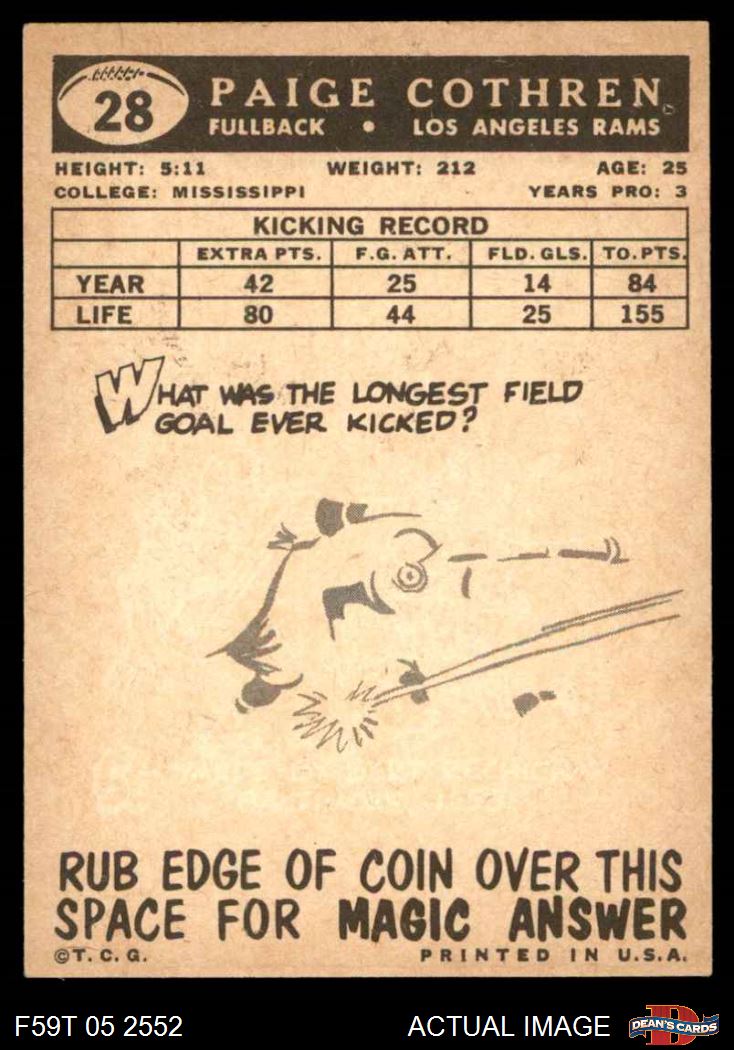 28
PAIGE COTHREN
FULLBACK • LOS ANGELES RAMS
HEIGHT: 5:11 WEIGHT: 212 AGE: 25
COLLEGE: MISSISSIPPI YEARS PRO: 3
KICKING RECORD
EXTRA PTS. F.G. ATT. FLD. GLS. TO. PTS.
YEAR 42 25 14 84
LIFE 80 44 25 155
WHAT WAS THE LONGEST FIELD
GOAL EVER KICKED?
RUB EDGE OF COIN OVER THIS
SPACE FOR MAGIC ANSWER
©T. C. G. PRINTED IN U.S.A.
F59T 05 2552 ACTUAL IMAGE DEAN'S CARDS